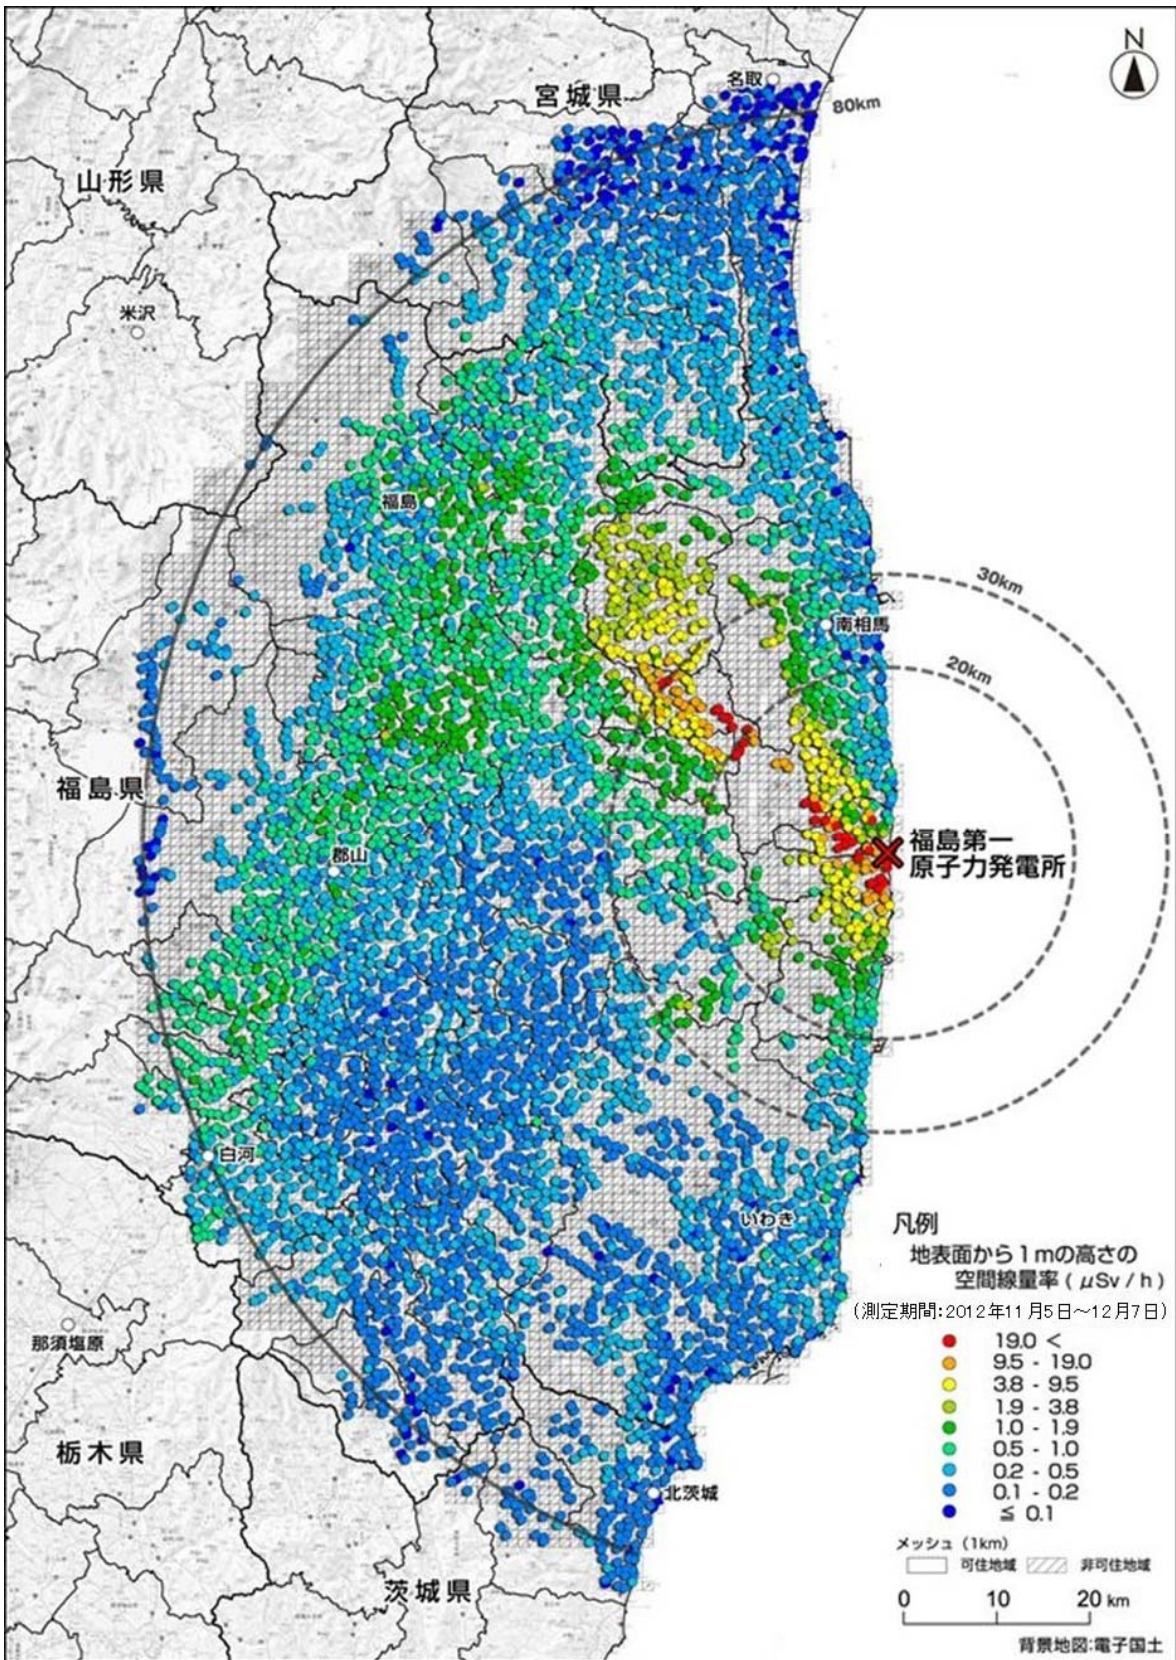 N
名取
宮城県
80km
山形県
米沢
福島
30km
南相馬
20km
福島県
福島第一
原子力発電所
郡山
白河
いわき
凡例
地表面から1mの高さの
空間線量率(μSv/h)
(測定期間:2012年11月5日～12月7日)
那須塩原
19.0 <
9.5 - 19.0
3.8 - 9.5
1.9 - 3.8
1.0 - 1.9
0.5 - 1.0
0.2 - 0.5
0.1 - 0.2
≦ 0.1
栃木県
北茨城
メッシュ(1km)
可住地域 非可住地域
茨城県
0 10 20 km
背景地図:電子国土